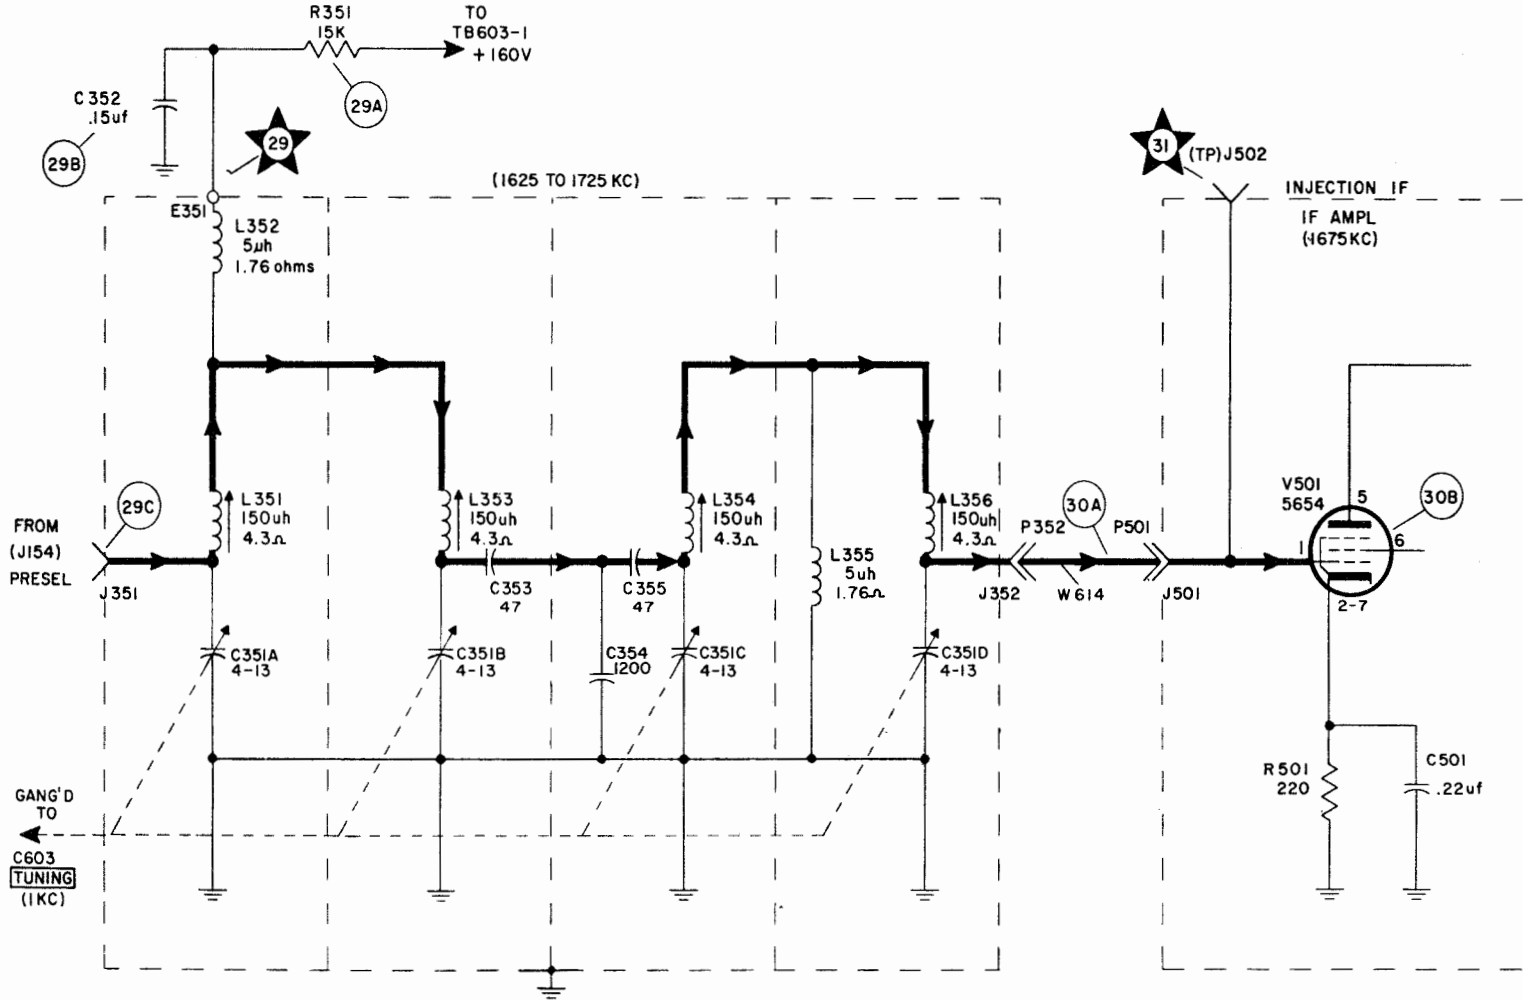 R351
15K
TO
TB603-1
+160V
C352
.15uf
29A
29B
29
31
(TP)J502
(1625 TO 1725 KC)
INJECTION IF
IF AMPL
(1675KC)
E351
L352
5µh
1.76 ohms
29C
L351
150uh
4.3Ω
L353
150uh
4.3Ω
L354
150uh
4.3Ω
L356
150uh
4.3Ω
V501
5654
5
30B
30A
P352
P501
1
6
FROM
(J154)
PRESEL
J351
L355
5uh
1.76Ω
C353
47
C355
47
J352
W614
J501
2-7
C351A
4-13
C351B
4-13
C354
1200
C351C
4-13
C351D
4-13
R501
220
C501
.22uf
GANG'D
TO
C603
TUNING
(1KC)